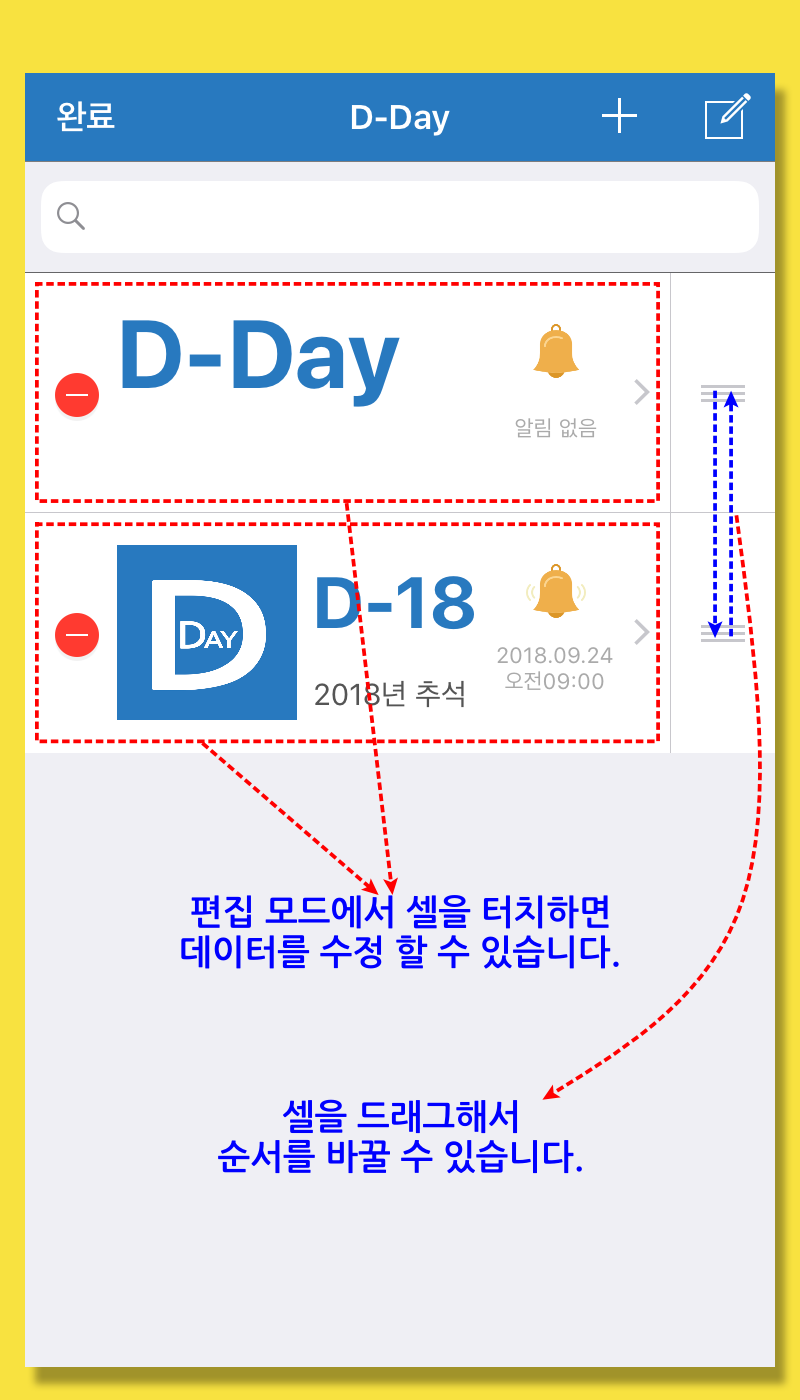 완료
D-Day
D-Day
알림 없음
DAY
D-18
2018년 추석
2018.09.24
오전09:00
편집 모드에서 셀을 터치하면
데이터를 수정 할 수 있습니다.
셀을 드래그해서
순서를 바꿀 수 있습니다.